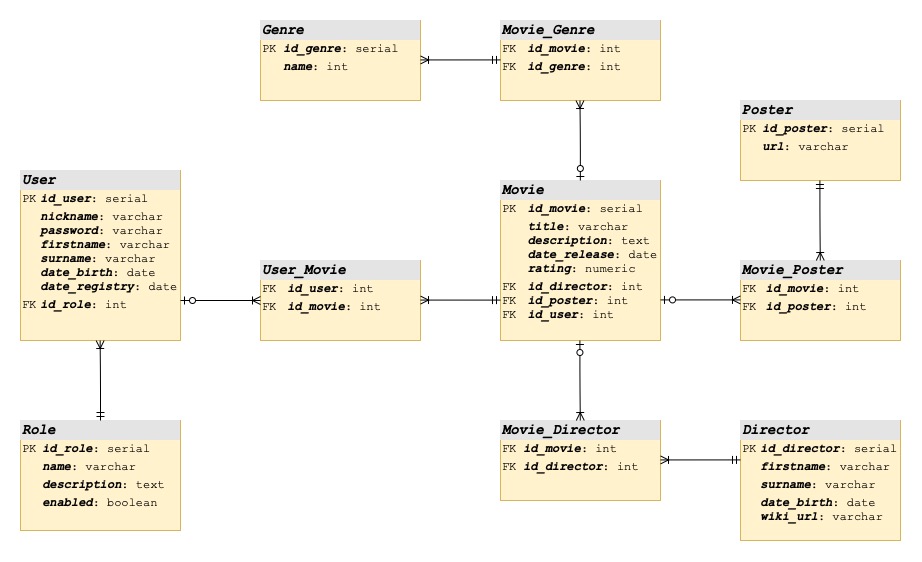 Genre
PK id_genre: serial
name: int
Movie_Genre
FK id_movie: int
FK id_genre: int
Poster
PK id_poster: serial
url: varchar
User
PK id_user: serial
nickname: varchar
password: varchar
firstname: varchar
surname: varchar
date_birth: date
date_registry: date
FK id_role: int
User_Movie
FK id_user: int
FK id_movie: int
Movie
PK id_movie: serial
title: varchar
description: text
date_release: date
rating: numeric
FK id_director: int
FK id_poster: int
FK id_user: int
Movie_Poster
FK id_movie: int
FK id_poster: int
Role
PK id_role: serial
name: varchar
description: text
enabled: boolean
Movie_Director
FK id_movie: int
FK id_director: int
Director
PK id_director: serial
firstname: varchar
surname: varchar
date_birth: date
wiki_url: varchar